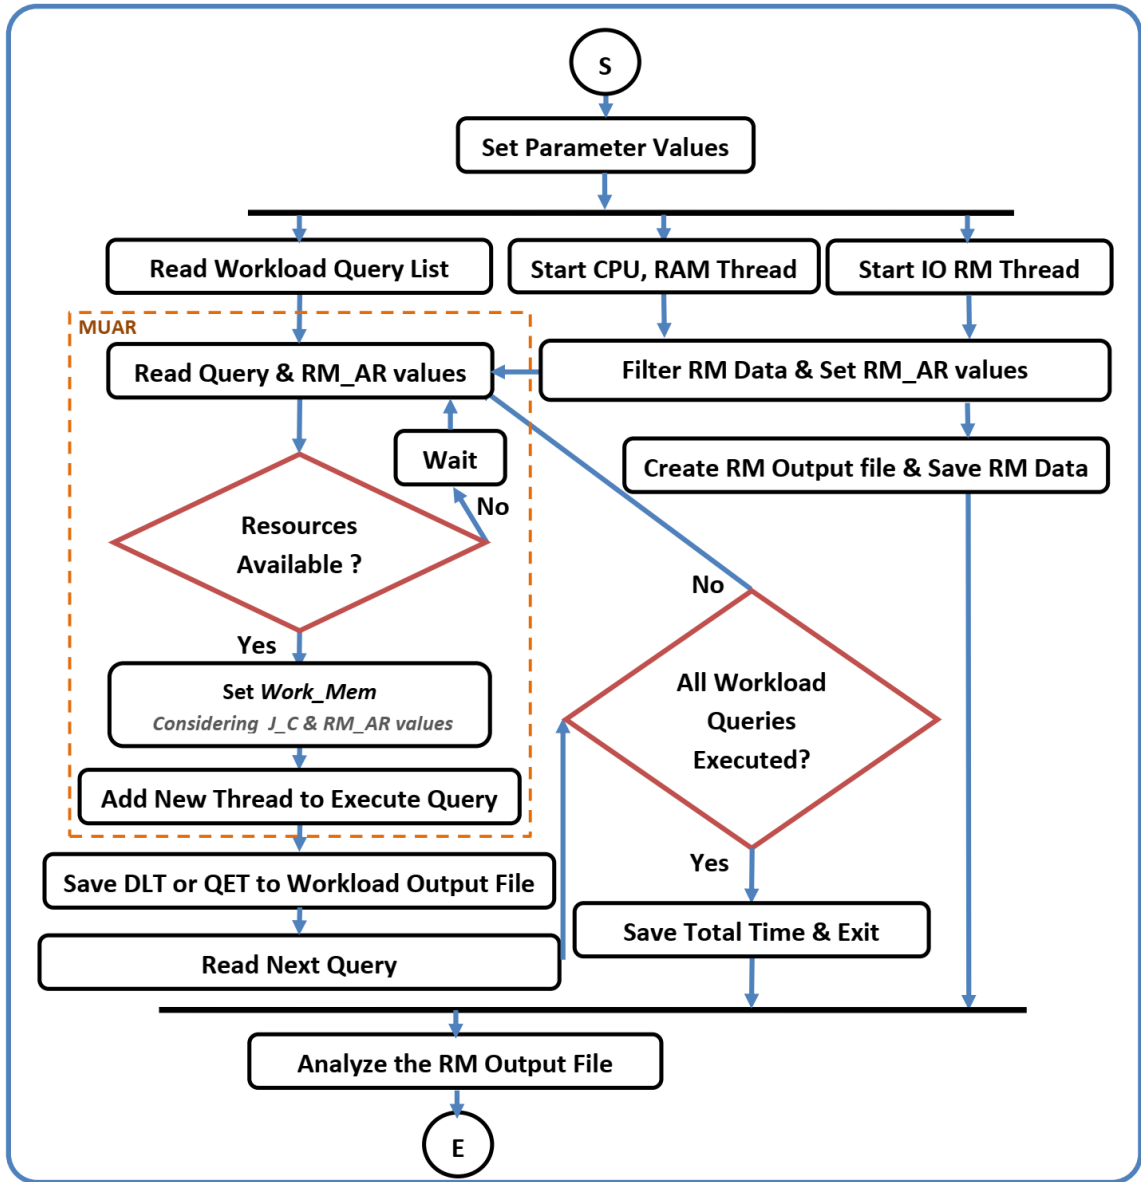 S
Set Parameter Values
Read Workload Query List
Start CPU, RAM Thread
Start IO RM Thread
MUAR
Read Query & RM_AR values
Filter RM Data & Set RM_AR values
Wait
No
Create RM Output file & Save RM Data
Resources
Available ?
Yes
No
Set Work_Mem
Considering J_C & RM_AR values
All Workload
Queries
Executed?
Add New Thread to Execute Query
Yes
Save DLT or QET to Workload Output File
Save Total Time & Exit
Read Next Query
Analyze the RM Output File
E